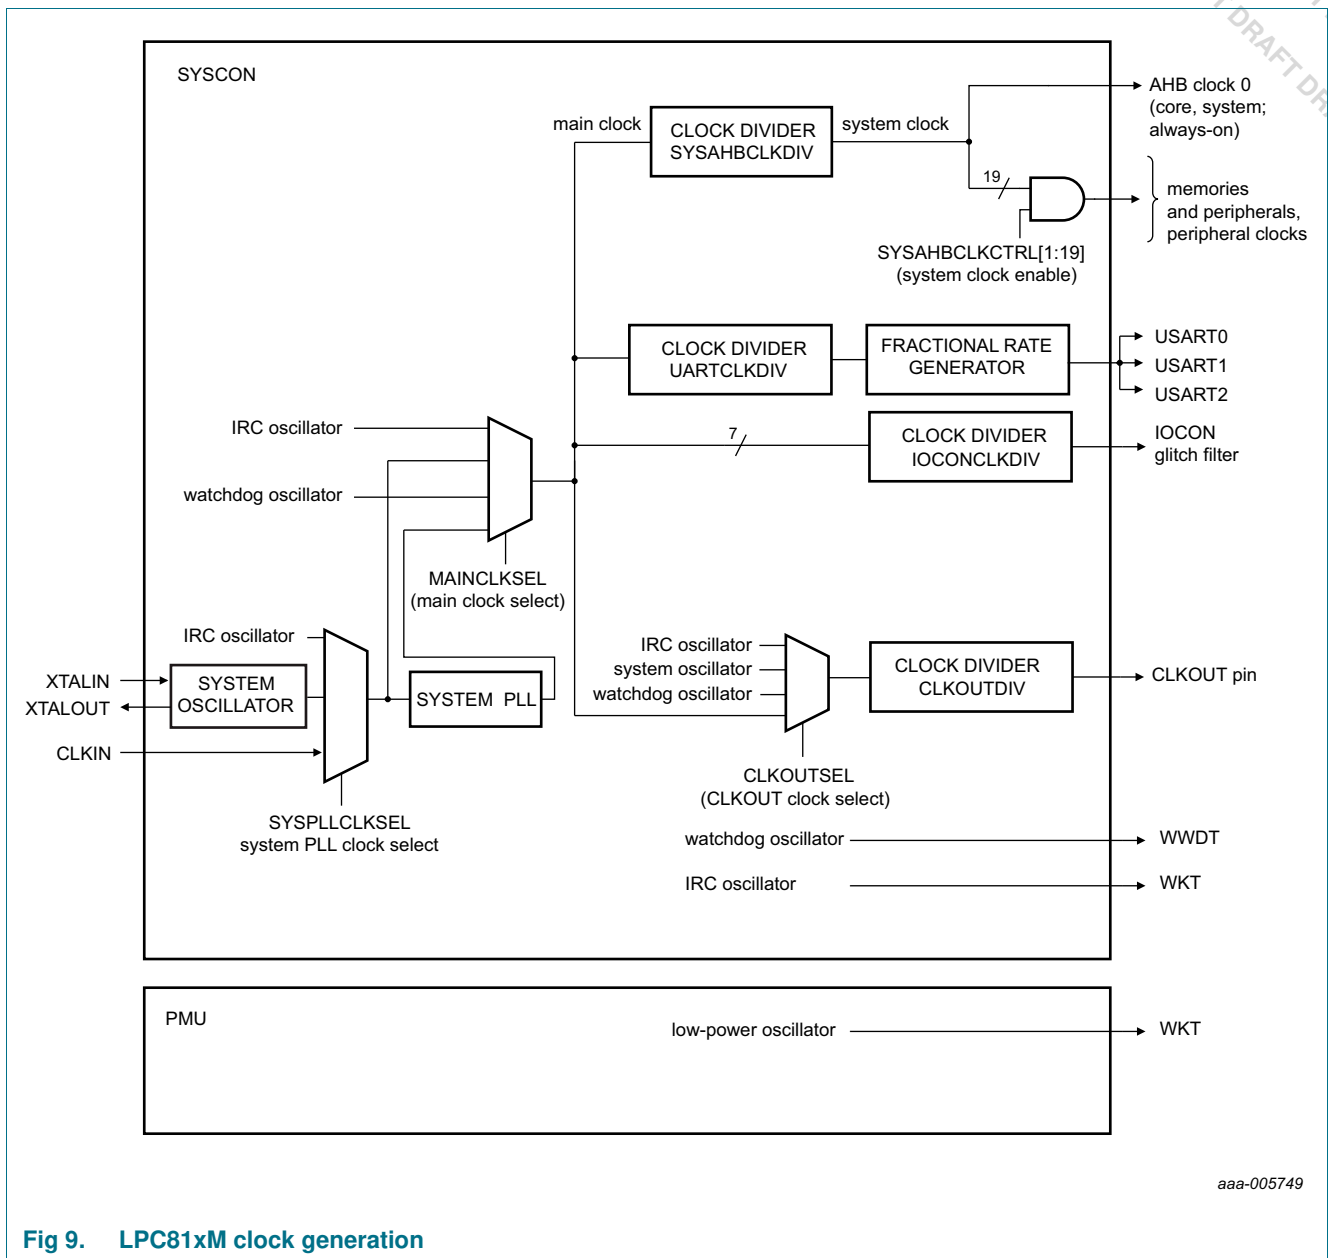 DRAFT DRA
SYSCON
AHB clock 0
(core, system;
always-on)
main clock
CLOCK DIVIDER
SYSAHBCLKDIV
system clock
19
memories
and peripherals,
peripheral clocks
SYSAHBCLKCTRL[1:19]
(system clock enable)
CLOCK DIVIDER
UARTCLKDIV
FRACTIONAL RATE
GENERATOR
USART0
USART1
USART2
IRC oscillator
7
CLOCK DIVIDER
IOCONCLKDIV
IOCON
glitch filter
watchdog oscillator
MAINCLKSEL
(main clock select)
IRC oscillator
XTALIN
XTALOUT
SYSTEM
OSCILLATOR
SYSTEM PLL
CLKIN
SYSPLLCLKSEL
system PLL clock select
IRC oscillator
system oscillator
watchdog oscillator
CLOCK DIVIDER
CLKOUTDIV
CLKOUT pin
CLKOUTSEL
(CLKOUT clock select)
watchdog oscillator
WWDT
IRC oscillator
WKT
PMU
low-power oscillator
WKT
aaa-005749
Fig 9. LPC81xM clock generation